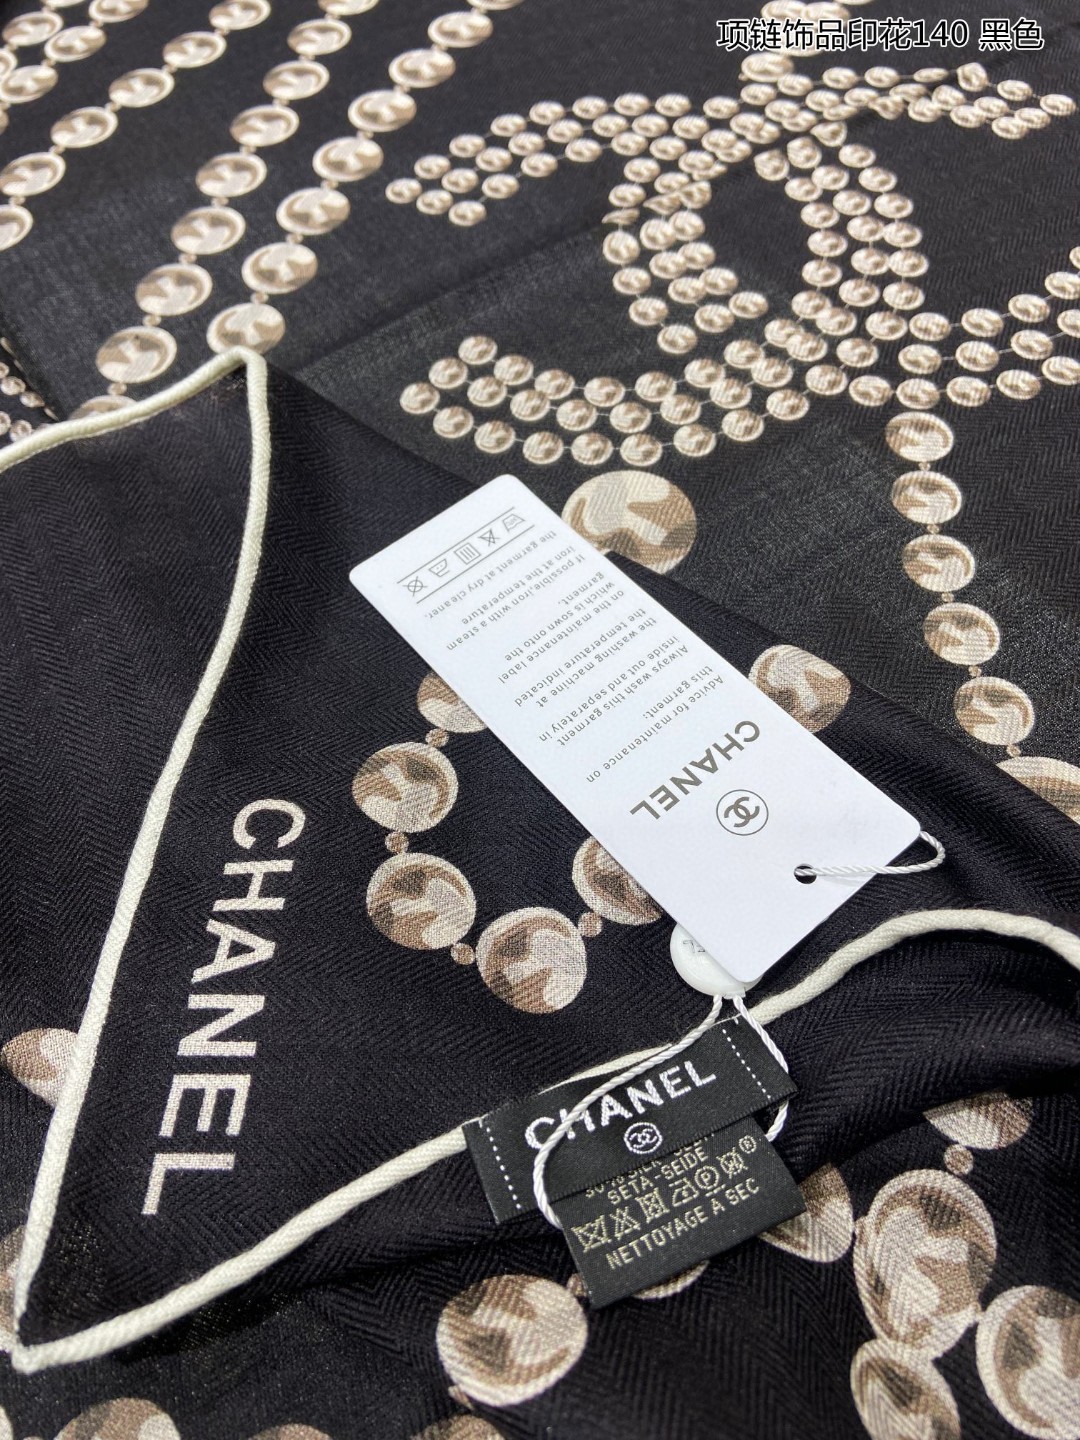 项链饰品印花140 黑色
CHANEL
Advice for maintenance on
this garment:
Always wash this garment
inside out and separately in
the washing machine at
the temperature indicated
on the maintenance label
which is sown onto the
garment.
If possible,iron with a steam
iron at the temperature
the garment at dry cleaner.
CHANEL
CHANEL
SETA-SEIDE
NETTOYAGE A SEC